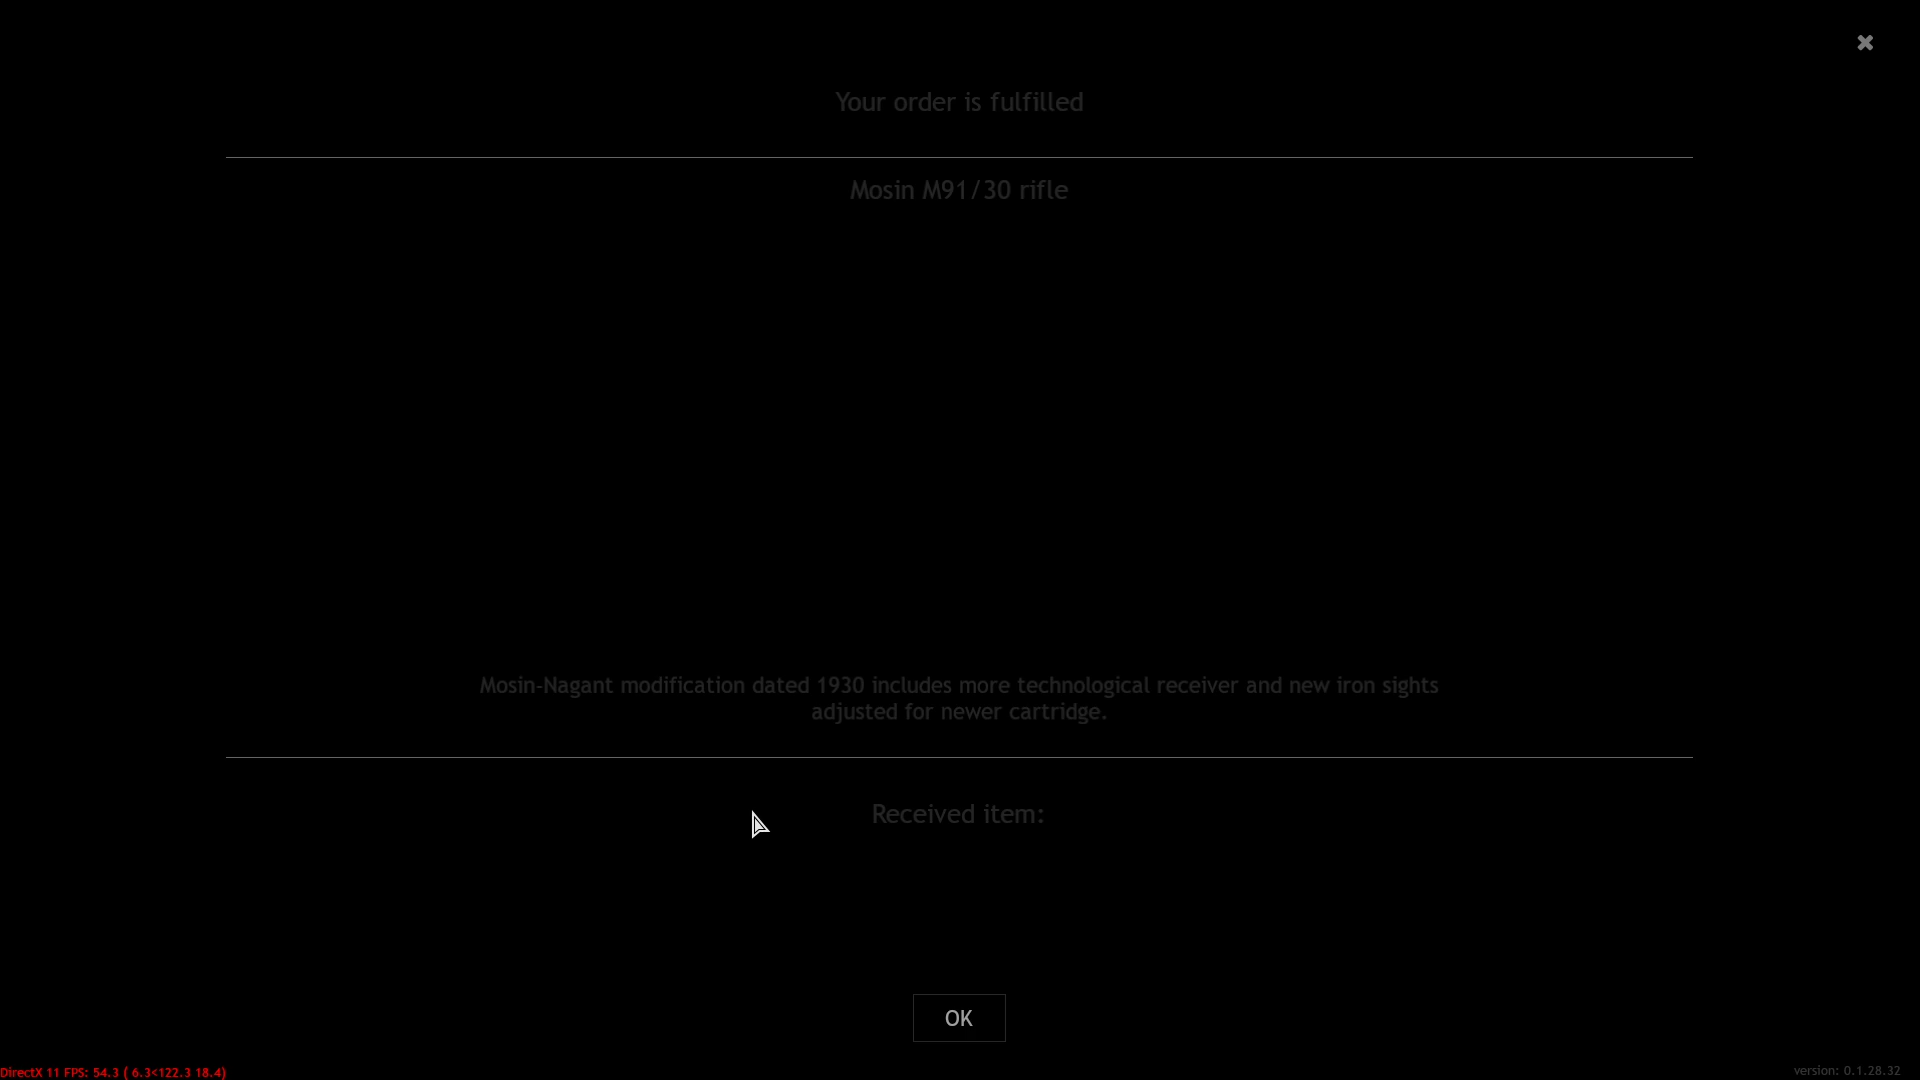 Your order is fulfilled
Mosin M91/30 rifle
Mosin-Nagant modification dated 1930 includes more technological receiver and new iron sights
adjusted for newer cartridge.
Received item:
OK
DirectX 11 FPS: 54.3 ( 6.3<122.3 18.4)
version: 0.1.28.32